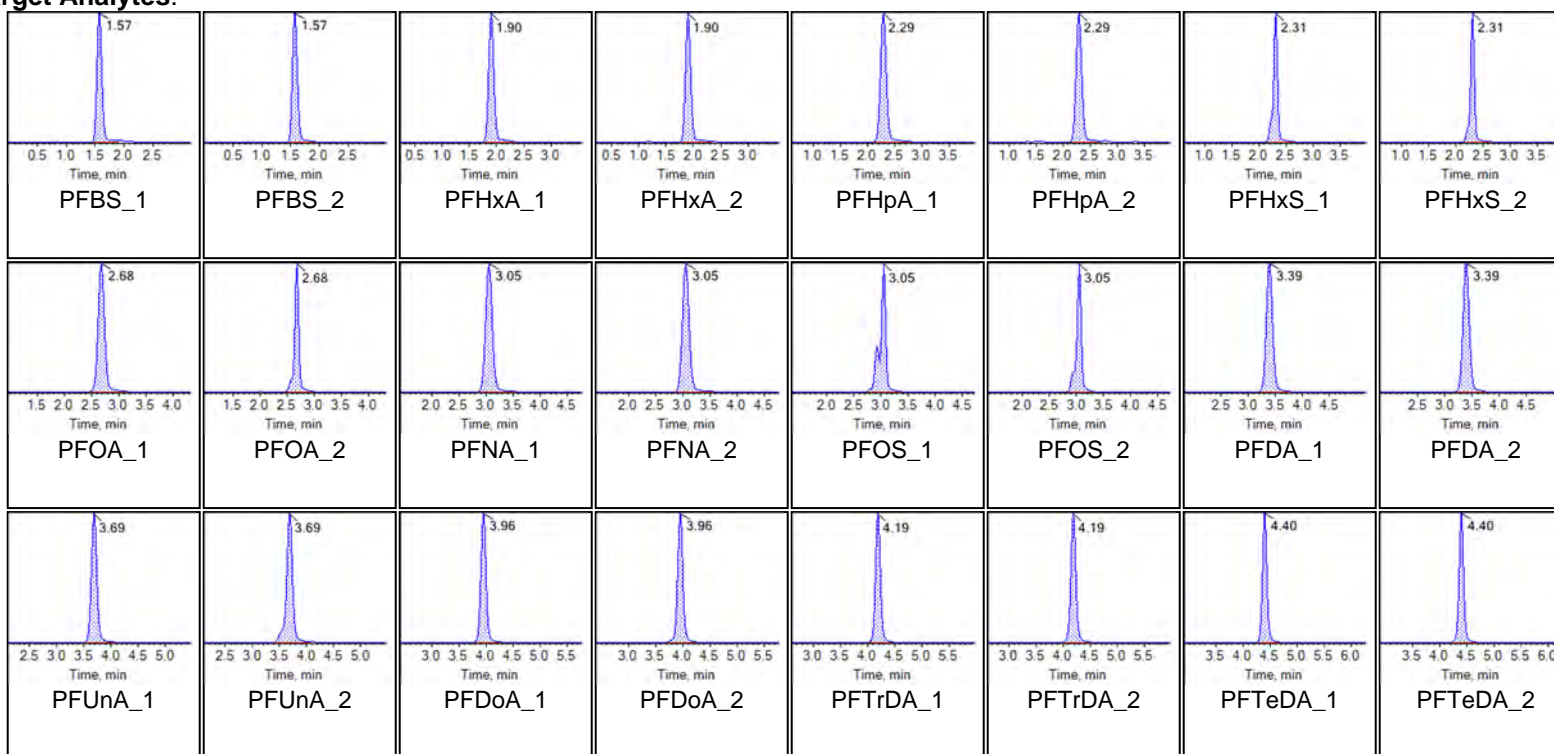 rget Analytes:
1.57 1.57 1.90 1.90 2.29 2.29 2.31 2.31
0.5 1.0 1.5 2.0 2.5 0.5 1.0 1.5 2.0 2.5 0.5 1.0 1.5 2.0 2.5 3.0 0.5 1.0 1.5 2.0 2.5 3.0 1.0 1.5 2.0 2.5 3.0 3.5 1.0 1.5 2.0 2.5 3.0 3.5 1.0 1.5 2.0 2.5 3.0 3.5 1.0 1.5 2.0 2.5 3.0 3.5
Time, min Time, min Time, min Time, min Time, min Time, min Time, min Time, min
PFBS_1 PFBS_2 PFHxA_1 PFHxA_2 PFHpA_1 PFHpA_2 PFHxS_1 PFHxS_2
2.68 2.68 3.05 3.05 3.05 3.05 3.39 3.39
1.5 2.0 2.5 3.0 3.5 4.0 1.5 2.0 2.5 3.0 3.5 4.0 2.0 2.5 3.0 3.5 4.0 4.5 2.0 2.5 3.0 3.5 4.0 4.5 2.0 2.5 3.0 3.5 4.0 4.5 2.0 2.5 3.0 3.5 4.0 4.5 2.5 3.0 3.5 4.0 4.5 2.5 3.0 3.5 4.0 4.5
Time, min Time, min Time, min Time, min Time, min Time, min Time, min Time, min
PFOA_1 PFOA_2 PFNA_1 PFNA_2 PFOS_1 PFOS_2 PFDA_1 PFDA_2
3.69 3.69 3.96 3.96 4.19 4.19 4.40 4.40
2.5 3.0 3.5 4.0 4.5 5.0 2.5 3.0 3.5 4.0 4.5 5.0 3.0 3.5 4.0 4.5 5.0 5.5 3.0 3.5 4.0 4.5 5.0 5.5 3.0 3.5 4.0 4.5 5.0 5.5 3.0 3.5 4.0 4.5 5.0 5.5 3.5 4.0 4.5 5.0 5.5 6.0 3.5 4.0 4.5 5.0 5.5 6.0
Time, min Time, min Time, min Time, min Time, min Time, min Time, min Time, min
PFUnA_1 PFUnA_2 PFDoA_1 PFDoA_2 PFTrDA_1 PFTrDA_2 PFTeDA_1 PFTeDA_2